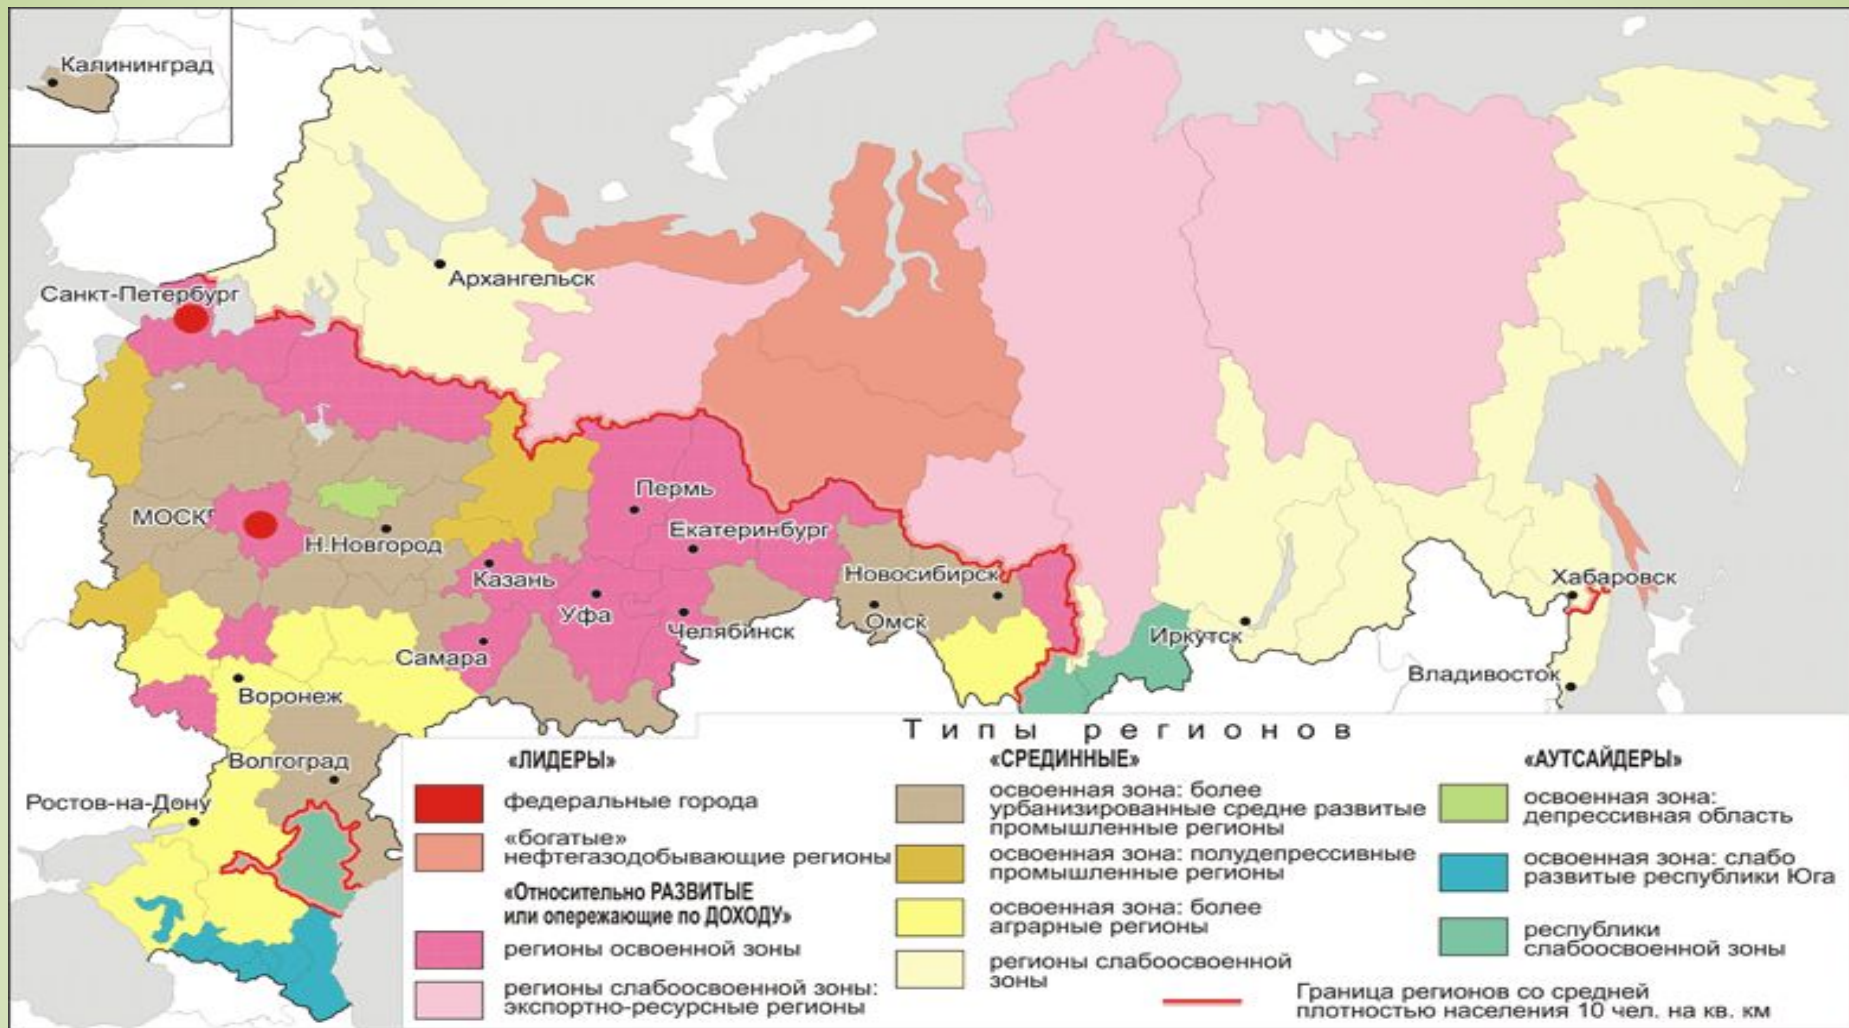 Калининград
Архангельск
Санкт-Петербург
Пермь
МОСКЕ
Екатеринбург
Н.Новгород
Казань
Новосибирск
Хабаровск
Уфа
Омск
Челябинск
Иркутск
Самара
Владивосток
Воронеж
Волгоград
Ростов-на-Дону
Типы регионов
«ЛИДЕРЫ»
федеральные города
«богатые»
нефтегазодобывающие регионы
«Относительно РАЗВИТЫЕ
или опережающие по ДОХОДУ»
регионы освоенной зоны
регионы слабоосвоенной зоны:
экспортно-ресурсные регионы
«СРЕДИННЫЕ»
освоенная зона: более
урбанизированные средне развитые
промышленные регионы
освоенная зона: полудепрессивные
промышленные регионы
освоенная зона: более
аграрные регионы
регионы слабоосвоенной
зоны
«АУТСАЙДЕРЫ»
освоенная зона:
депрессивная область
освоенная зона: слабо
развитые республики Юга
республики
слабоосвоенной зоны
Граница регионов со средней
плотностью населения 10 чел. на кв. км